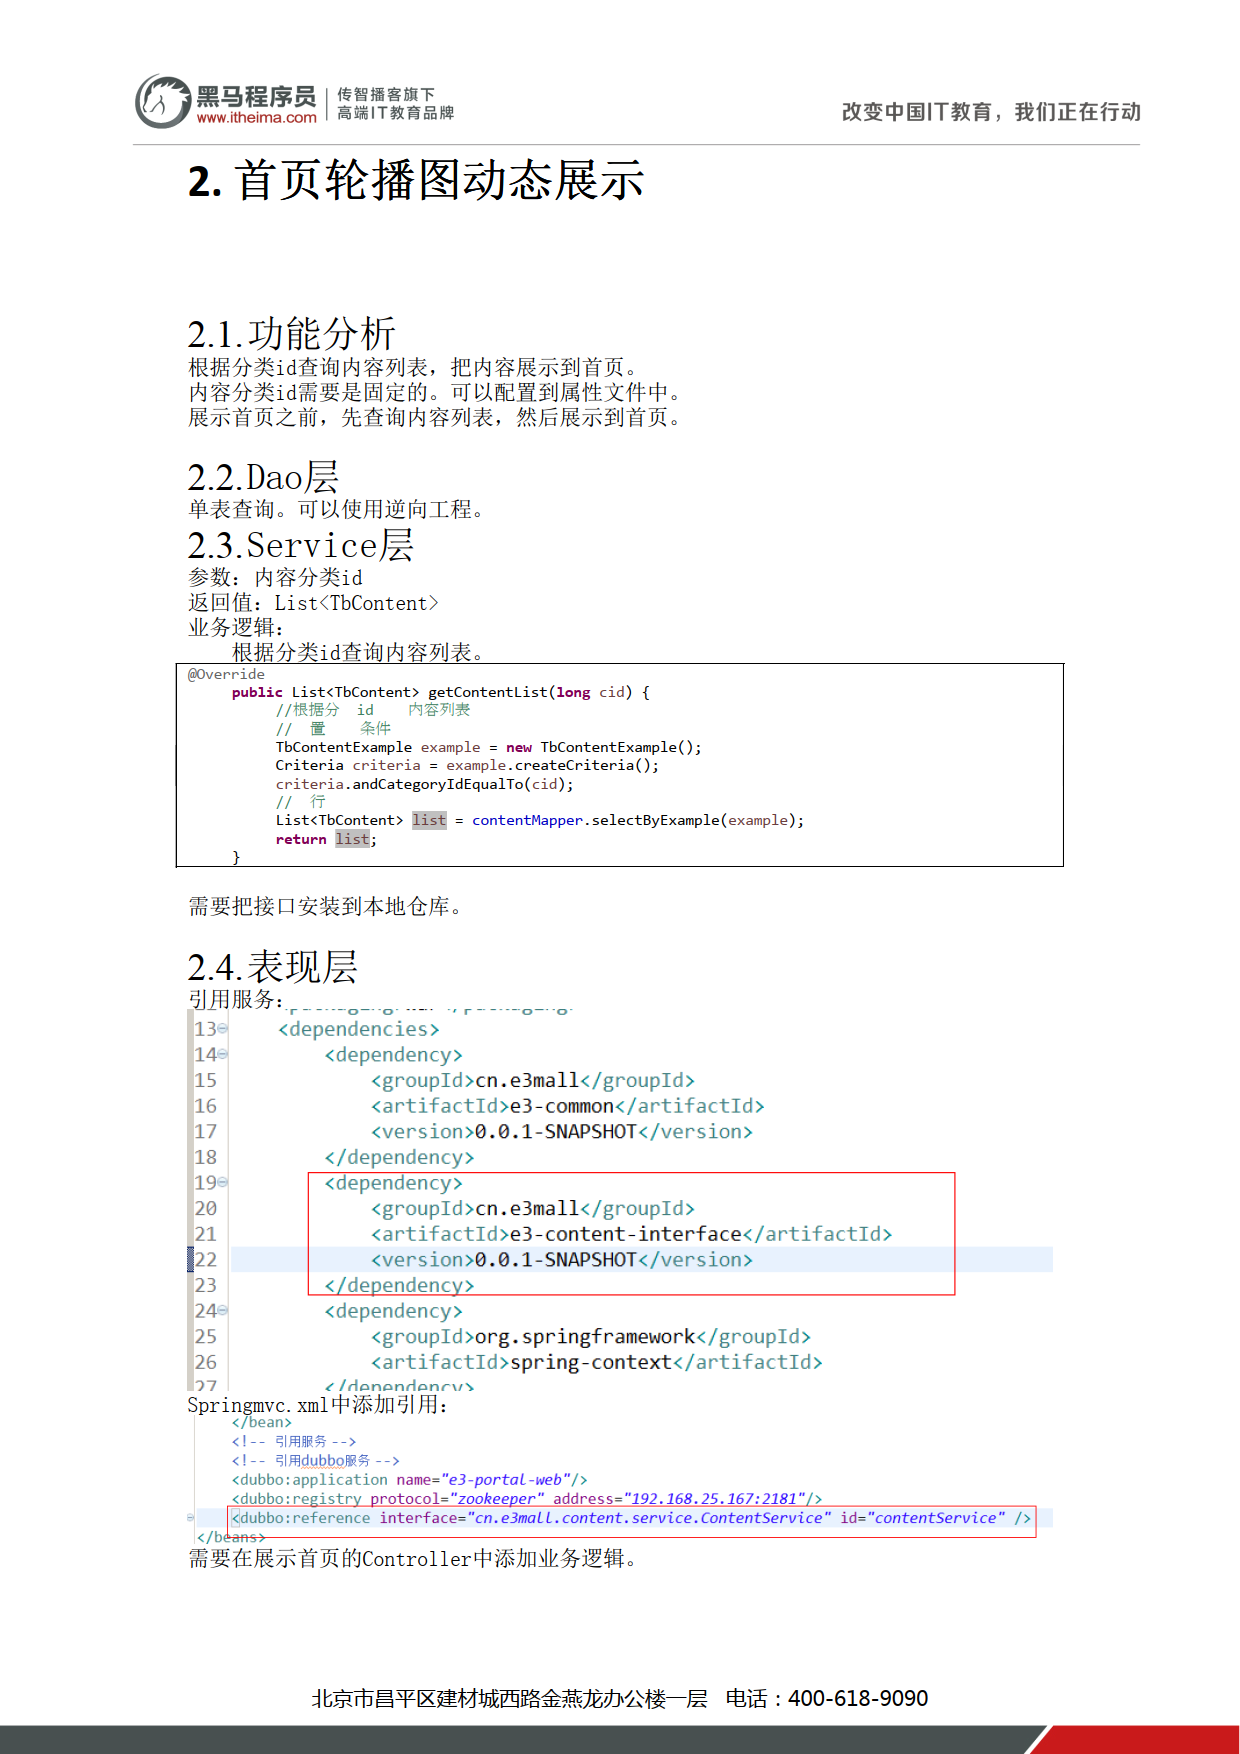 黑马程序员
www.itheima.com
传智播客旗下
高端IT教育品牌
改变中国IT教育，我们正在行动
2. 首页轮播图动态展示
2.1.功能分析
根据分类id查询内容列表，把内容展示到首页。
内容分类id需要是固定的。可以配置到属性文件中。
展示首页之前，先查询内容列表，然后展示到首页。
2.2.Dao层
单表查询。可以使用逆向工程。
2.3.Service层
参数：内容分类id
返回值：List<TbContent>
业务逻辑：
根据分类id查询内容列表。
@Override
public List<TbContent> getContentList(long cid) {
//根据分 id 内容列表
// 置 条件
TbContentExample example = new TbContentExample();
Criteria criteria = example.createCriteria();
criteria.andCategoryIdEqualTo(cid);
// 行
List<TbContent> list = contentMapper.selectByExample(example);
return list;
}
需要把接口安装到本地仓库。
2.4.表现层
引用服务：
13 <dependencies>
14 <dependency>
15 <groupId>cn.e3mall</groupId>
16 <artifactId>e3-common</artifactId>
17 <version>0.0.1-SNAPSHOT</version>
18 </dependency>
19 <dependency>
20 <groupId>cn.e3mall</groupId>
21 <artifactId>e3-content-interface</artifactId>
22 <version>0.0.1-SNAPSHOT</version>
23 </dependency>
24 <dependency>
25 <groupId>org.springframework</groupId>
26 <artifactId>spring-context</artifactId>
27 </dependency>
Springmvc.xml中添加引用：
</bean>
<!-- 引用服务 -->
<!-- 引用dubbo服务 -->
<dubbo:application name="e3-portal-web"/>
<dubbo:registry protocol="zookeeper" address="192.168.25.167:2181"/>
<dubbo:reference interface="cn.e3mall.content.service.ContentService" id="contentService" />
</beans>
需要在展示首页的Controller中添加业务逻辑。
北京市昌平区建材城西路金燕龙办公楼一层 电话：400-618-9090